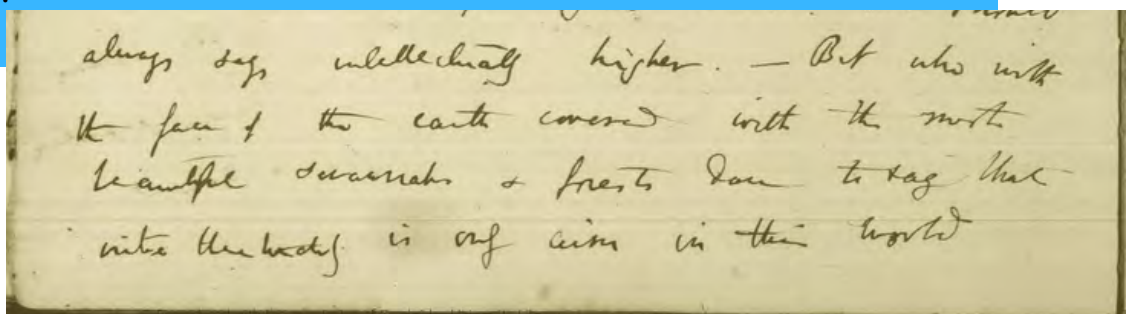 always say, intellectually higher. — But who with
the face of the earth covered with the most
beautiful savannahs & forests dare to say that
intellectuality is only aim in this world